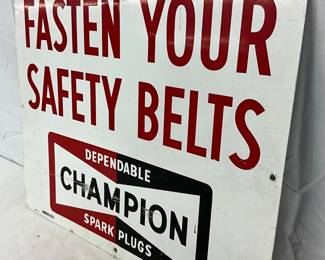 FASTEN YOUR
SAFETY BELTS
DEPENDABLE
CHAMPION
SPARK PLUGS